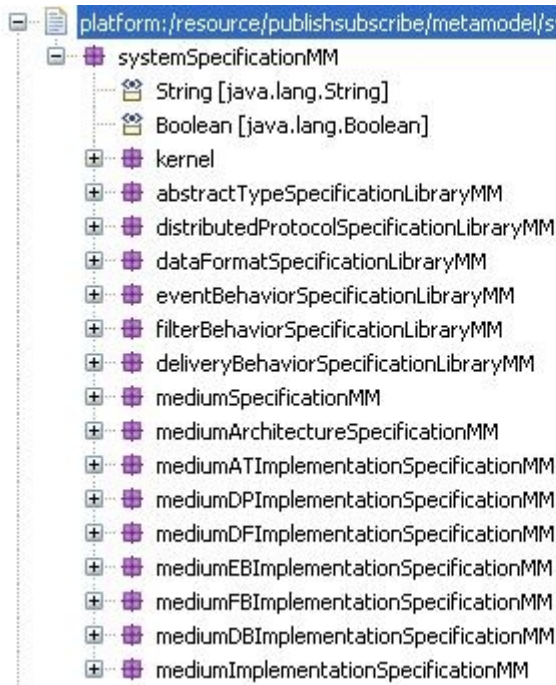 platform:/resource/publishsubscribe/metamodel/s
systemSpecificationMM
String [java.lang.String]
Boolean [java.lang.Boolean]
kernel
abstractTypeSpecificationLibraryMM
distributedProtocolSpecificationLibraryMM
dataFormatSpecificationLibraryMM
eventBehaviorSpecificationLibraryMM
filterBehaviorSpecificationLibraryMM
deliveryBehaviorSpecificationLibraryMM
mediumSpecificationMM
mediumArchitectureSpecificationMM
mediumATImplementationSpecificationMM
mediumDPImplementationSpecificationMM
mediumDFImplementationSpecificationMM
mediumEBImplementationSpecificationMM
mediumFBImplementationSpecificationMM
mediumDBImplementationSpecificationMM
mediumImplementationSpecificationMM